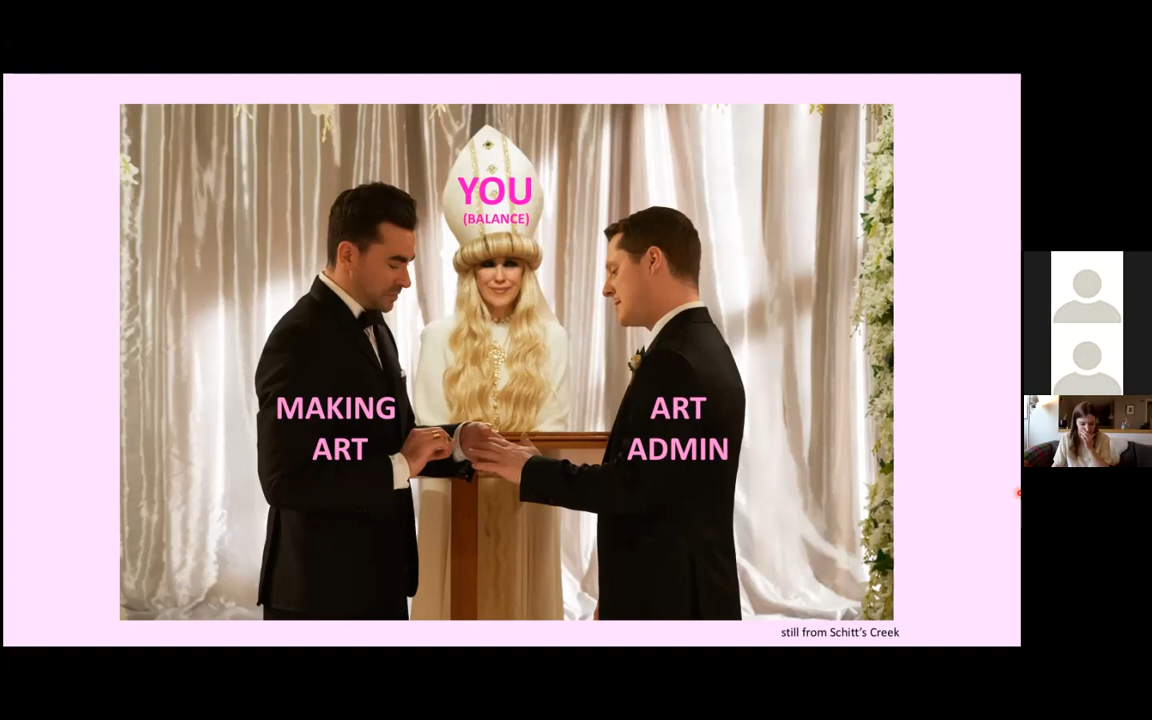 YOU
(BALANCE)
MAKING
ART
ART
ADMIN
still from Schitt's Creek